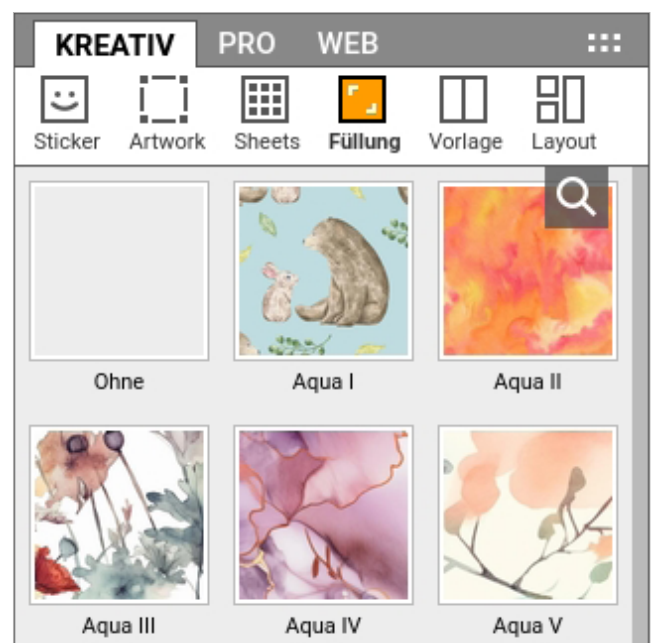 KREATIV PRO WEB
Sticker Artwork Sheets Füllung Vorlage Layout
Ohne Aqua I Aqua II
Aqua III Aqua IV Aqua V